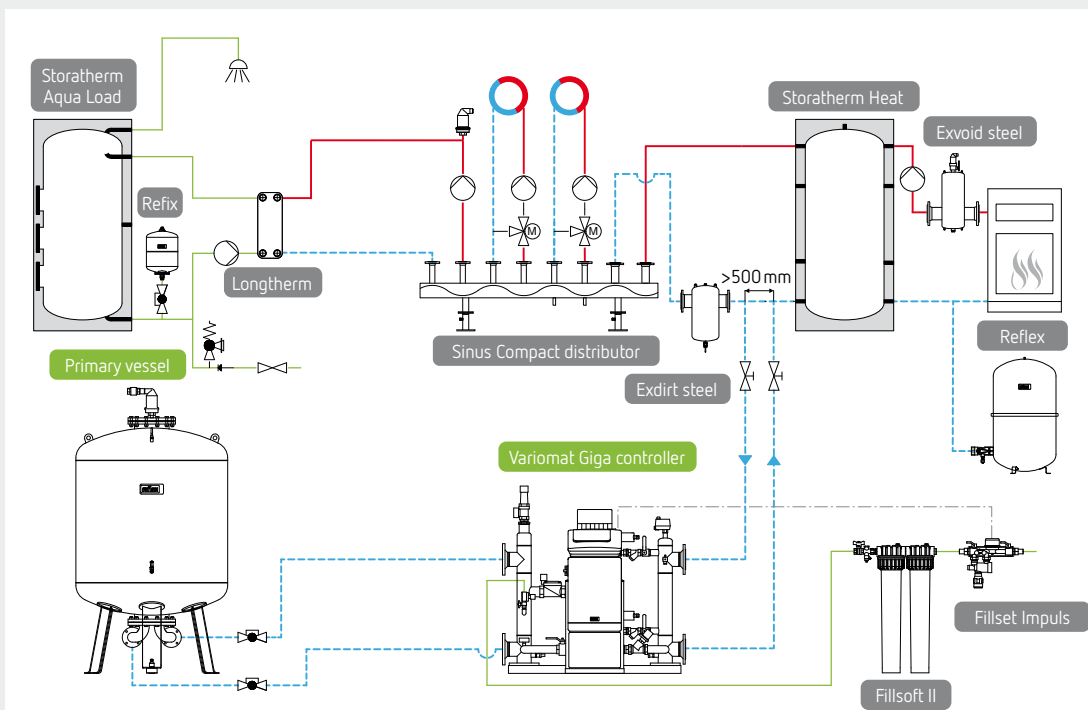 Storatherm
Aqua Load
Storatherm Heat
Exvoid steel
Refix
Longtherm
M
M
>500 mm
Sinus Compact distributor
Reflex
Primary vessel
Exdirt steel
Variomat Giga controller
Fillset Impuls
Fillsoft II